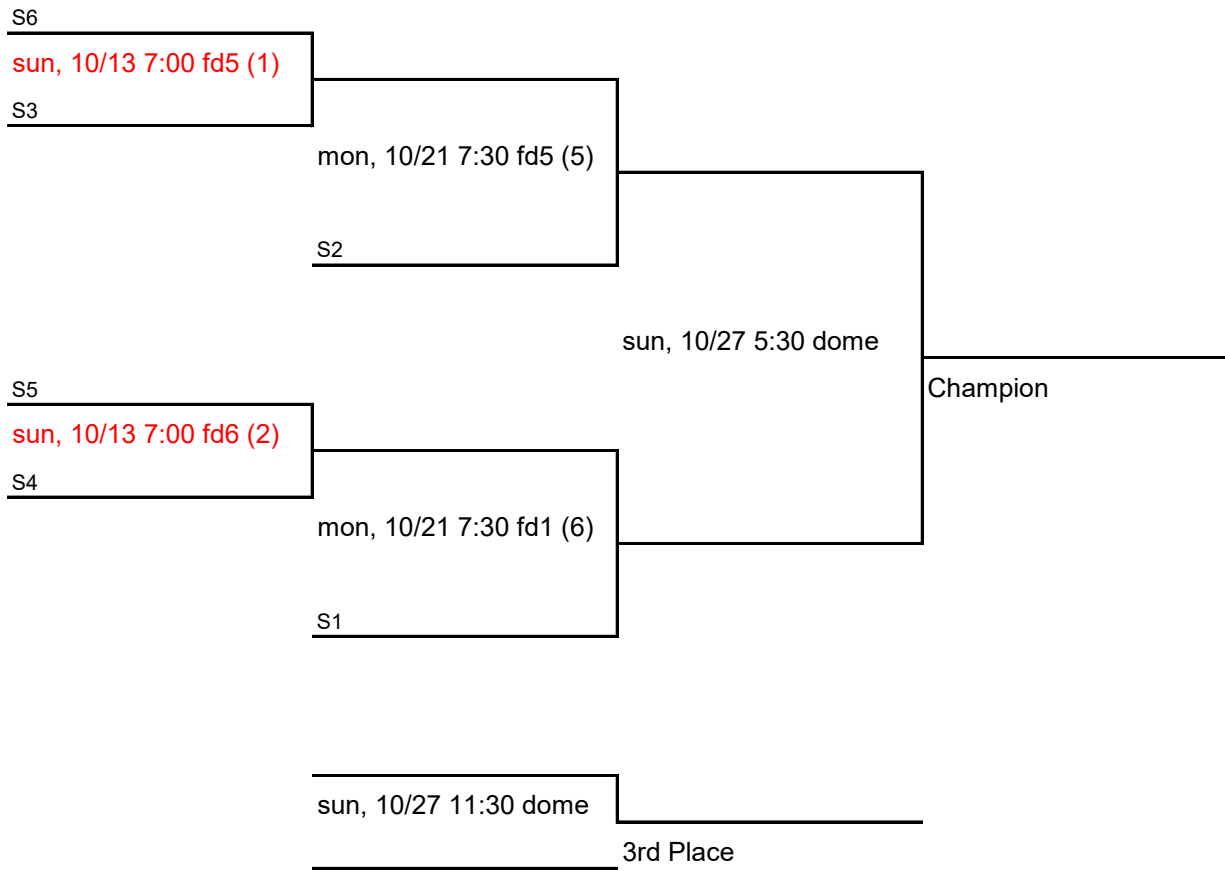 S6
sun, 10/13 7:00 fd5 (1)
S3
mon, 10/21 7:30 fd5 (5)
S2
sun, 10/27 5:30 dome
Champion
S5
sun, 10/13 7:00 fd6 (2)
S4
mon, 10/21 7:30 fd1 (6)
S1
sun, 10/27 11:30 dome
3rd Place